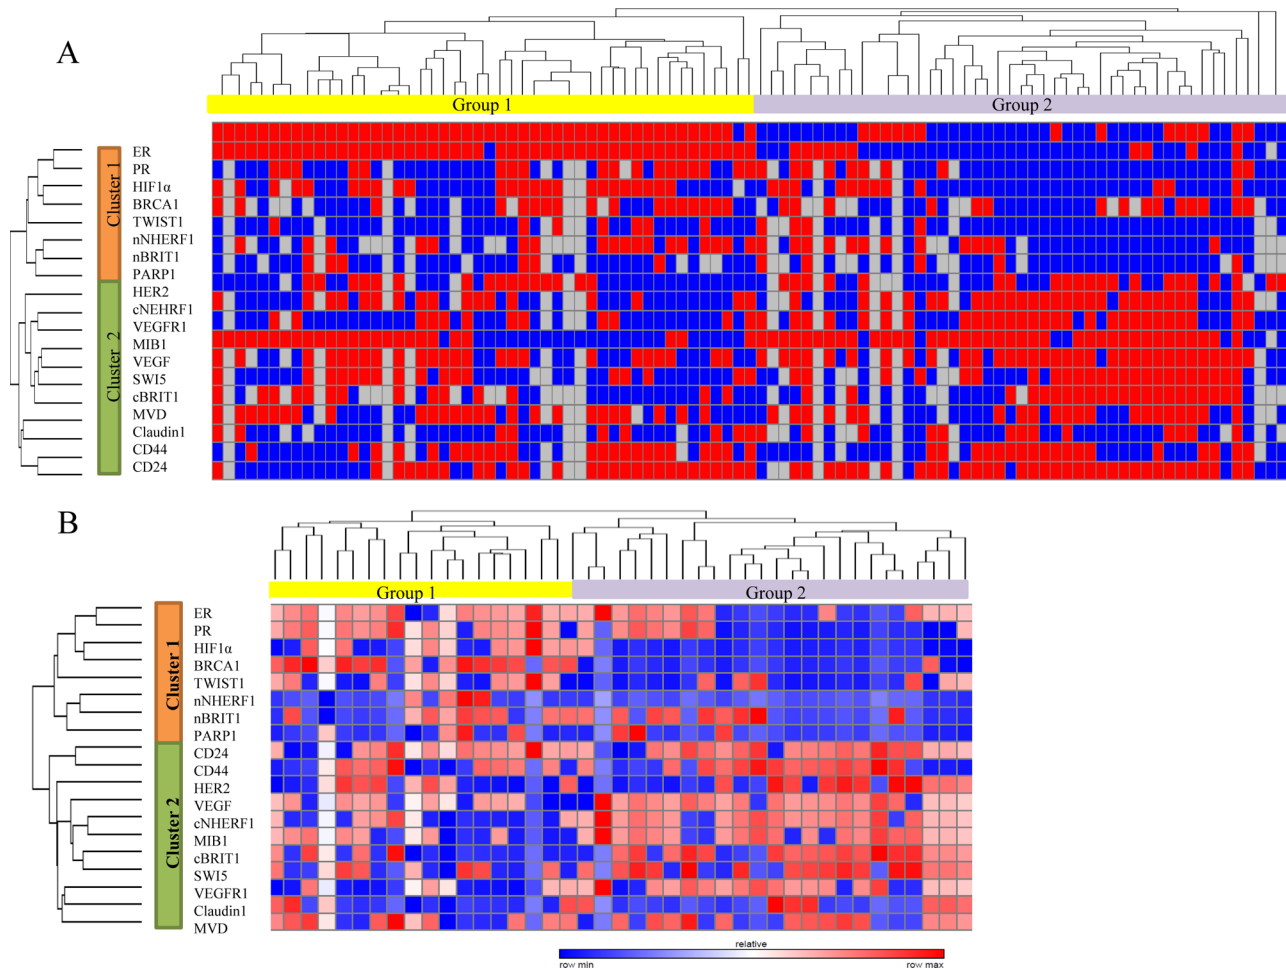 A
Group 1
Group 2
Cluster 1
Cluster 2
ER
PR
HIF1α
BRCA1
TWIST1
nNHERF1
nBRIT1
PARP1
HER2
cNEHRF1
VEGFR1
MIB1
VEGF
SWI5
cBRIT1
MVD
Claudin1
CD44
CD24
B
Group 1
Group 2
Cluster 1
Cluster 2
ER
PR
HIF1α
BRCA1
TWIST1
nNHERF1
nBRIT1
PARP1
CD24
CD44
HER2
VEGF
cNHERF1
MIB1
cBRIT1
SWI5
VEGFR1
Claudin1
MVD
relative
row min
row max